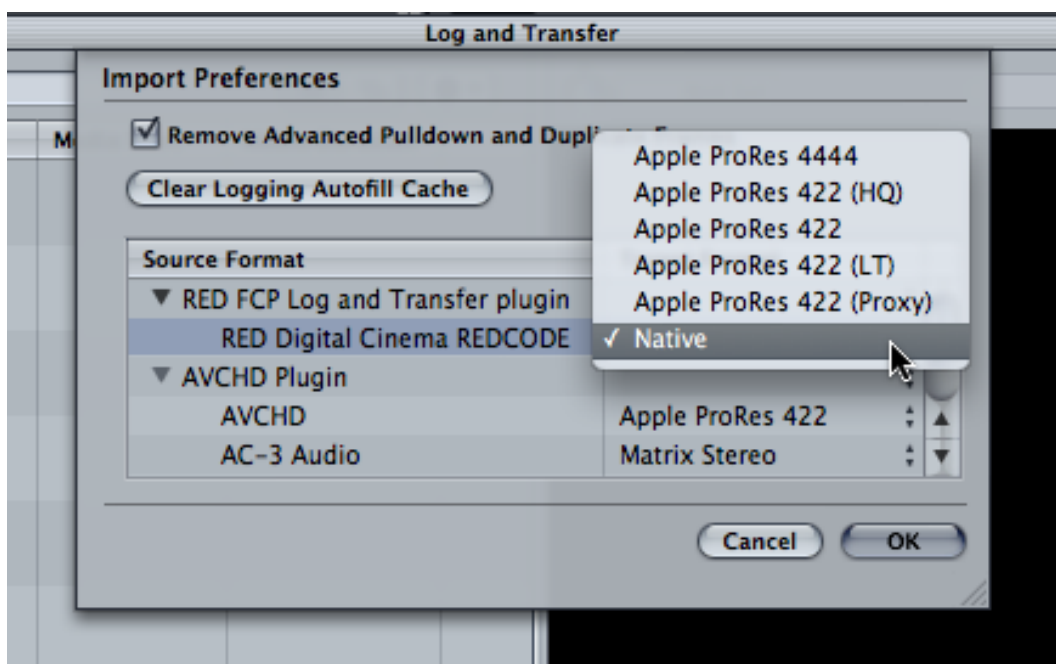 Log and Transfer
Import Preferences
Remove Advanced Pulldown and
Clear Logging Autofill Cache
Apple ProRes 4444
Apple ProRes 422 (HQ)
Apple ProRes 422
Apple ProRes 422 (LT)
Apple ProRes 422 (Proxy)
✓ Native
Source Format
▼ RED FCP Log and Transfer plugin
RED Digital Cinema REDCODE
▼ AVCHD Plugin
AVCHD Apple ProRes 422
AC-3 Audio Matrix Stereo
Cancel OK